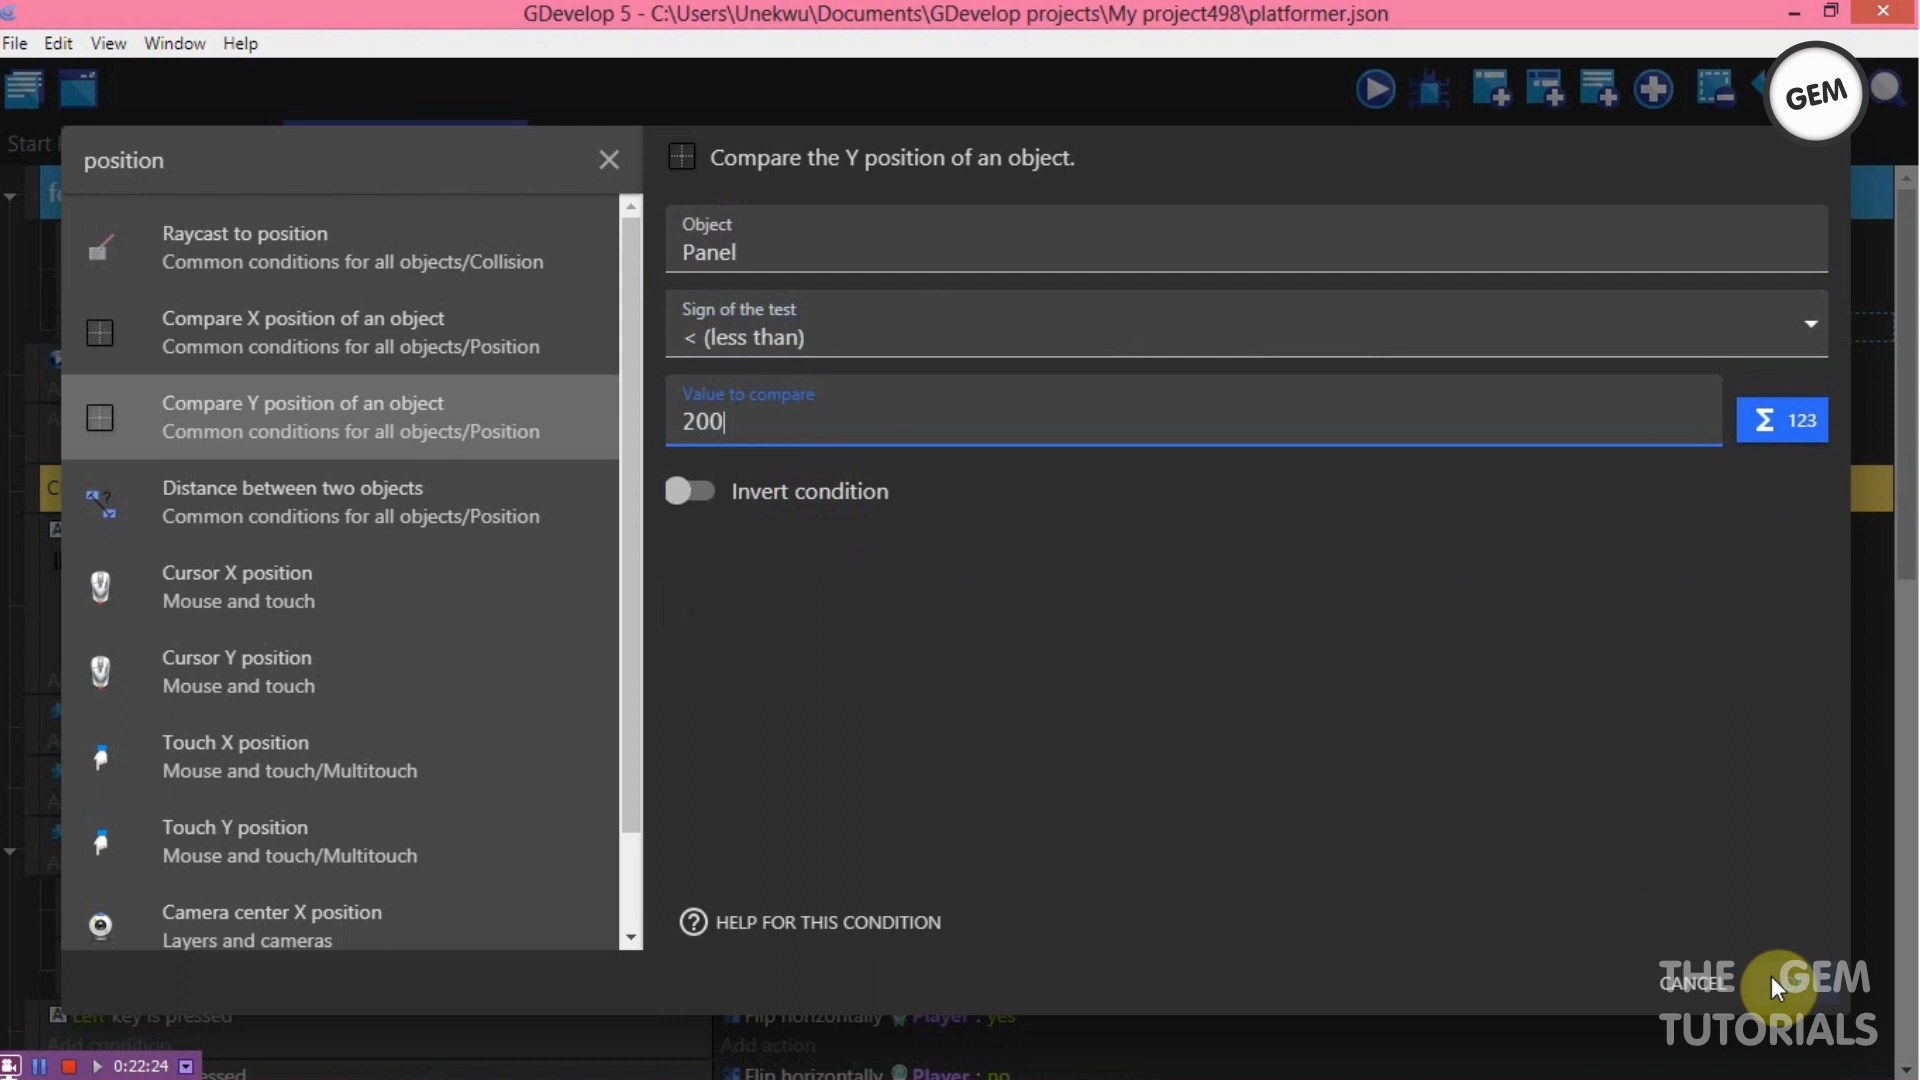 GDevelop 5 - C:\Users\Unekwu\Documents\GDevelop projects\My project498\platformer.json
File Edit View Window Help
GEM
Start
position
Compare the Y position of an object.
Object
Panel
Raycast to position
Common conditions for all objects/Collision
Sign of the test
< (less than)
Compare X position of an object
Common conditions for all objects/Position
Value to compare
200
Σ 123
Compare Y position of an object
Common conditions for all objects/Position
Invert condition
Distance between two objects
Common conditions for all objects/Position
Cursor X position
Mouse and touch
Cursor Y position
Mouse and touch
Touch X position
Mouse and touch/Multitouch
Touch Y position
Mouse and touch/Multitouch
Camera center X position
Layers and cameras
HELP FOR THIS CONDITION
CANCEL
THE GEM
TUTORIALS
Left key is pressed
Flip horizontally Player : yes
Add condition
Add action
0:22:24
Flip horizontally Player : no